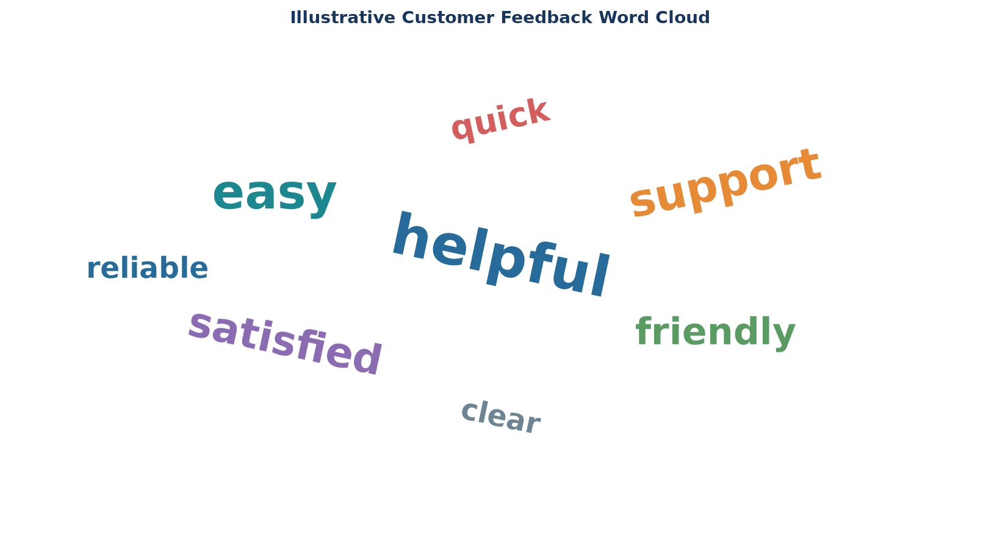 Illustrative Customer Feedback Word Cloud
quick
support
easy
helpful
reliable
satisfied
friendly
clear